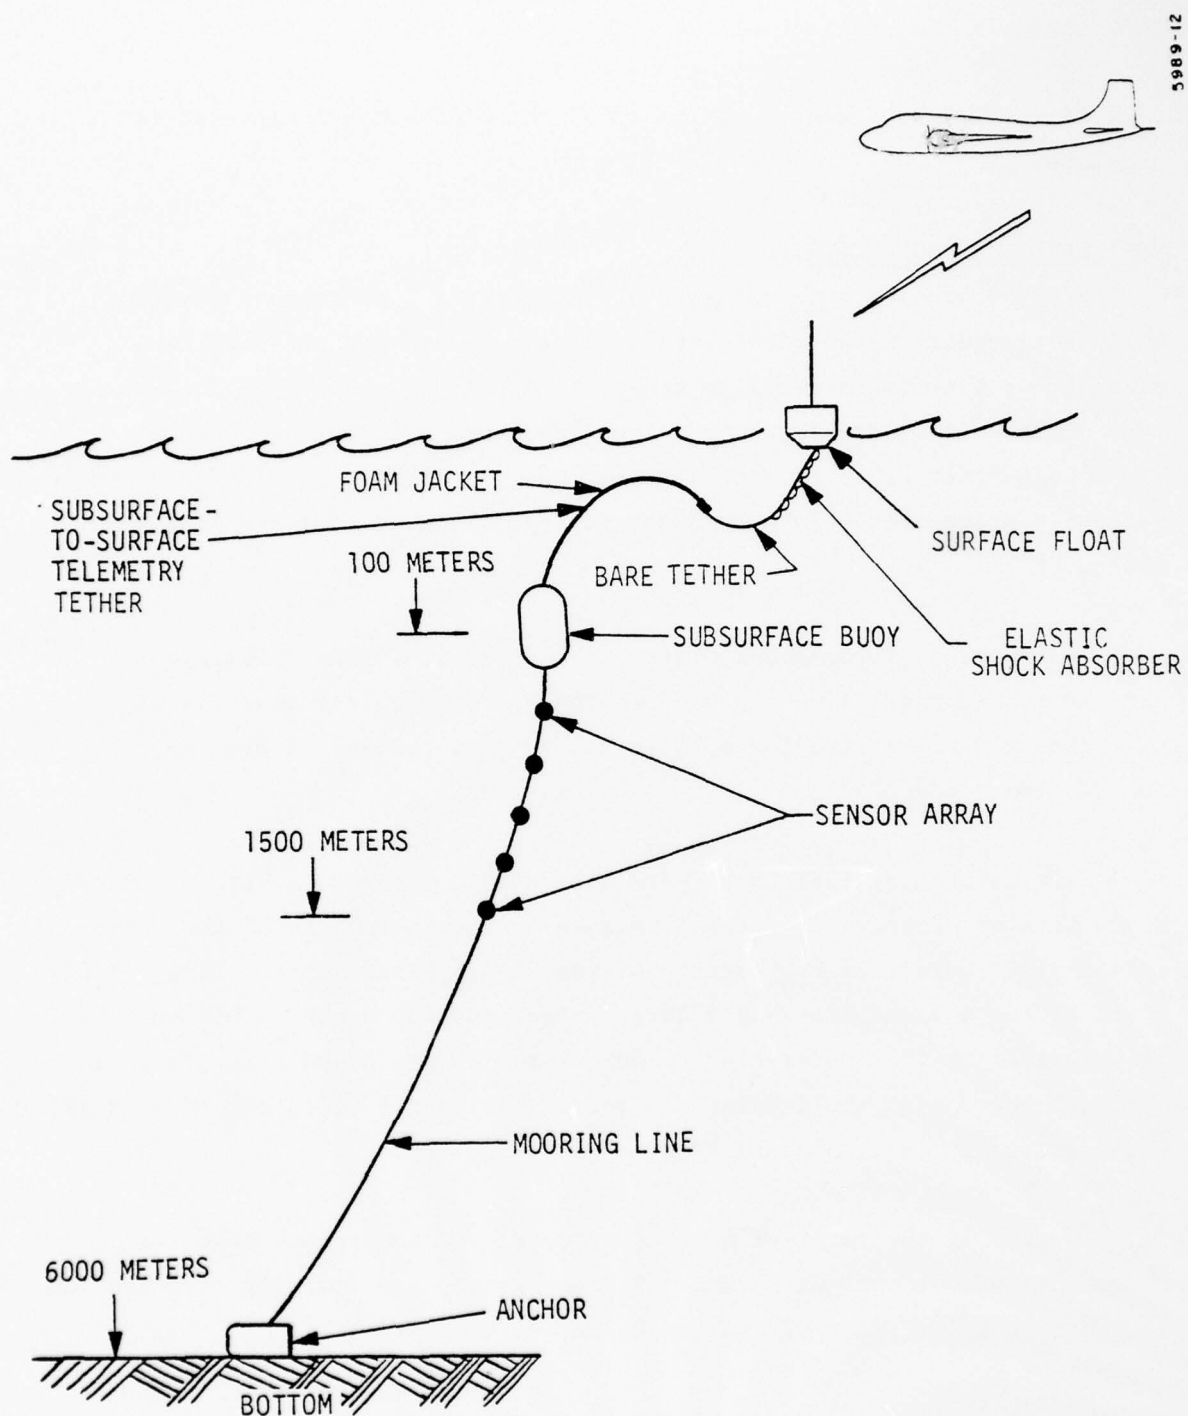 5989-12
FOAM JACKET
SUBSURFACE-
TO-SURFACE
TELEMETRY
TETHER
100 METERS
BARE TETHER
SURFACE FLOAT
SUBSURFACE BUOY
ELASTIC
SHOCK ABSORBER
SENSOR ARRAY
1500 METERS
MOORING LINE
6000 METERS
ANCHOR
BOTTOM